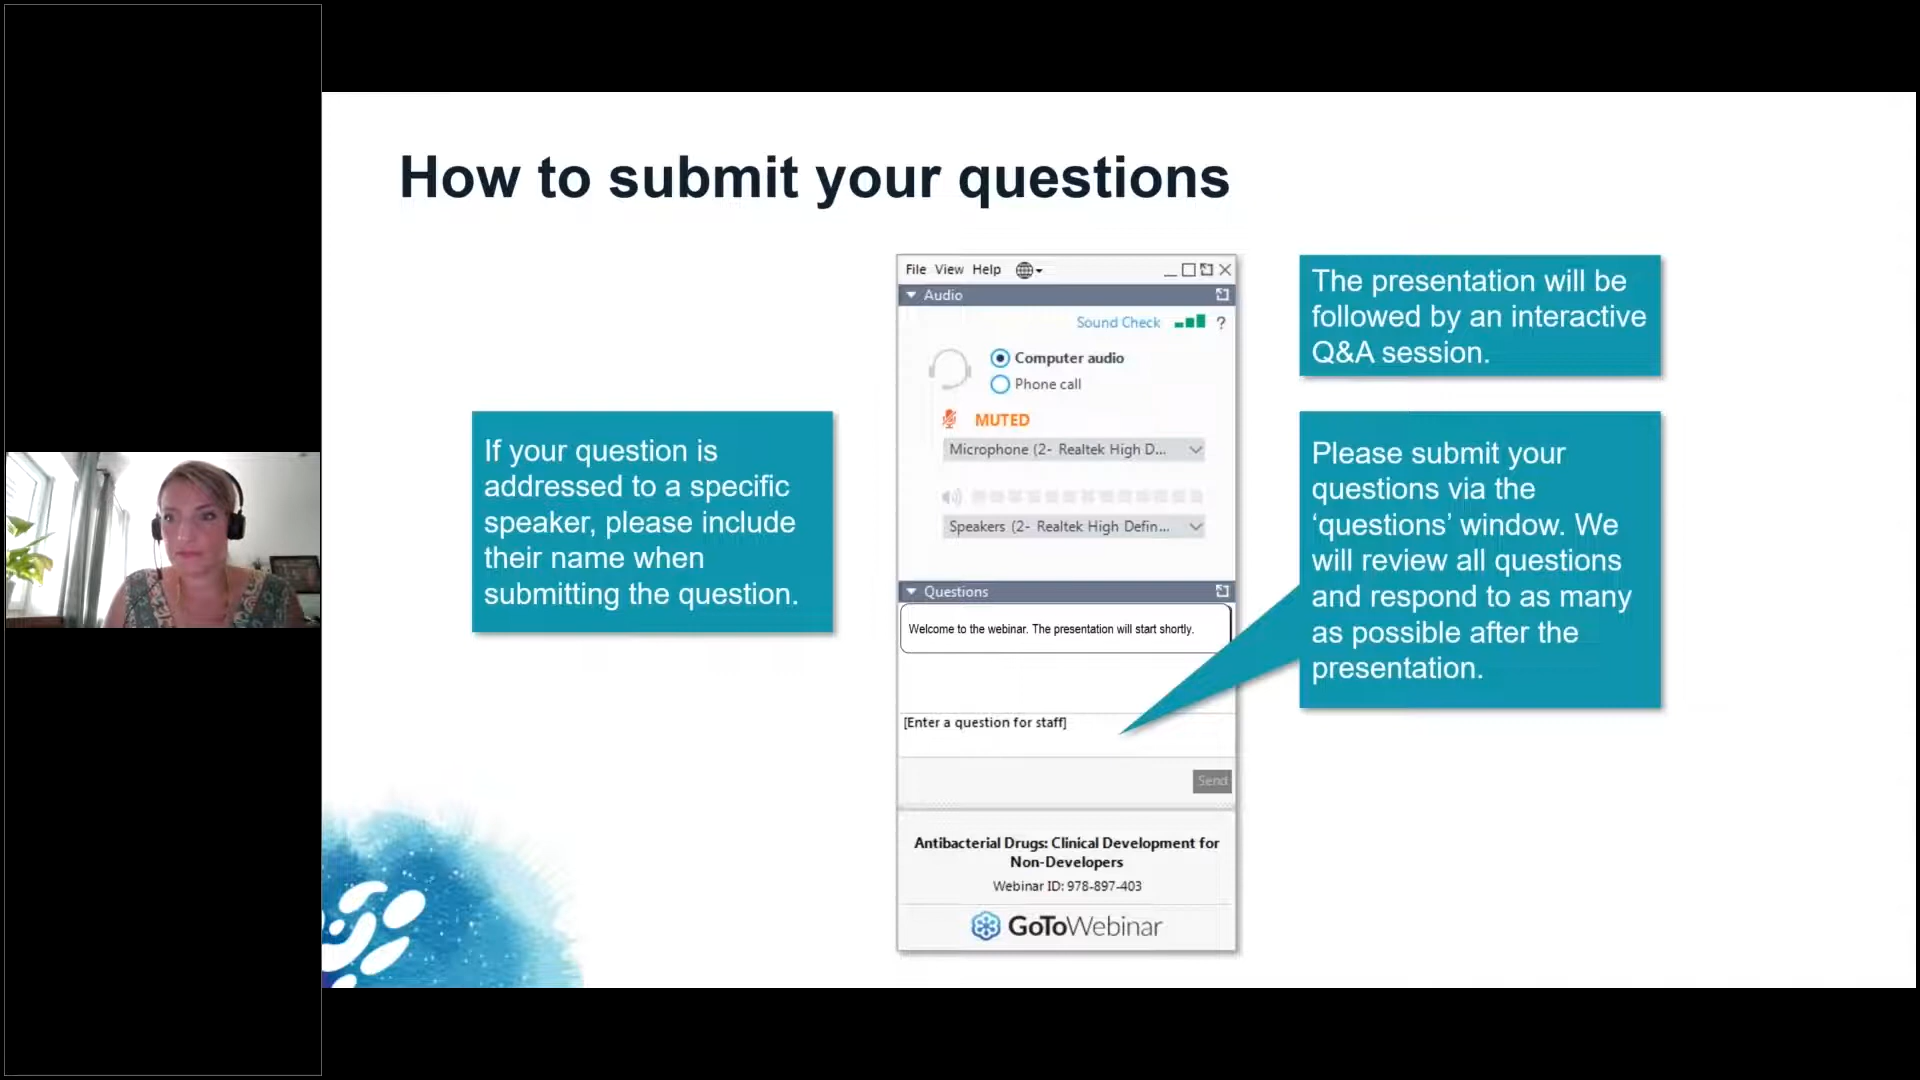 How to submit your questions
If your question is
addressed to a specific
speaker, please include
their name when
submitting the question.
File View Help
Audio
Sound Check
?
Computer audio
Phone call
MUTED
Microphone (2- Realtek High D...
Speakers (2- Realtek High Defin...
Questions
Welcome to the webinar. The presentation will start shortly.
[Enter a question for staff]
Send
Antibacterial Drugs: Clinical Development for
Non-Developers
Webinar ID: 978-897-403
GoToWebinar
The presentation will be
followed by an interactive
Q&A session.
Please submit your
questions via the
‘questions’ window. We
will review all questions
and respond to as many
as possible after the
presentation.